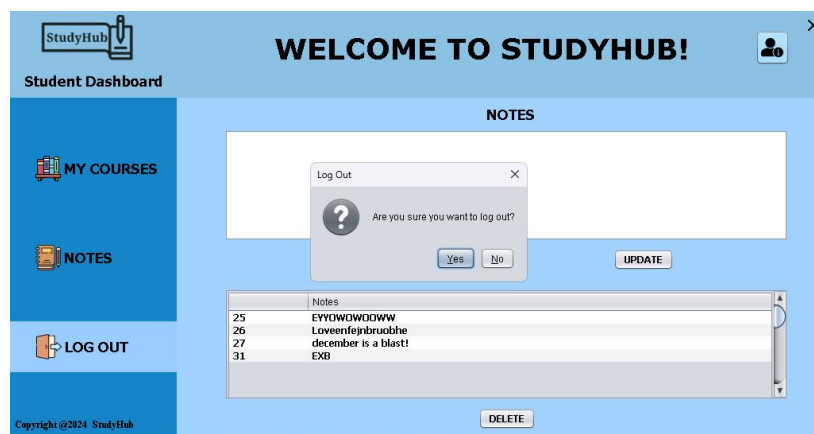 StudyHub
Student Dashboard
WELCOME TO STUDYHUB!
MY COURSES
NOTES
LOG OUT
Copyright @2024 StudyHub
NOTES
Log Out
Are you sure you want to log out?
Yes No
UPDATE
Notes
25 EYYOWOWOOWW
26 Loveenfejnbruobhe
27 december is a blast!
31 EXB
DELETE